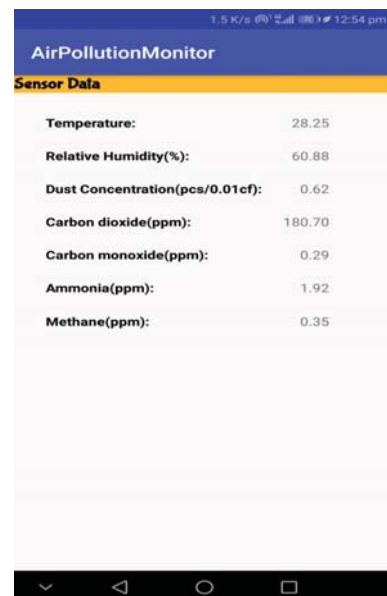 1.5 K/s 12:54 pm
AirPollutionMonitor
Sensor Data
Temperature: 28.25
Relative Humidity(%): 60.88
Dust Concentration(pcs/0.01cf): 0.62
Carbon dioxide(ppm): 180.70
Carbon monoxide(ppm): 0.29
Ammonia(ppm): 1.92
Methane(ppm): 0.35